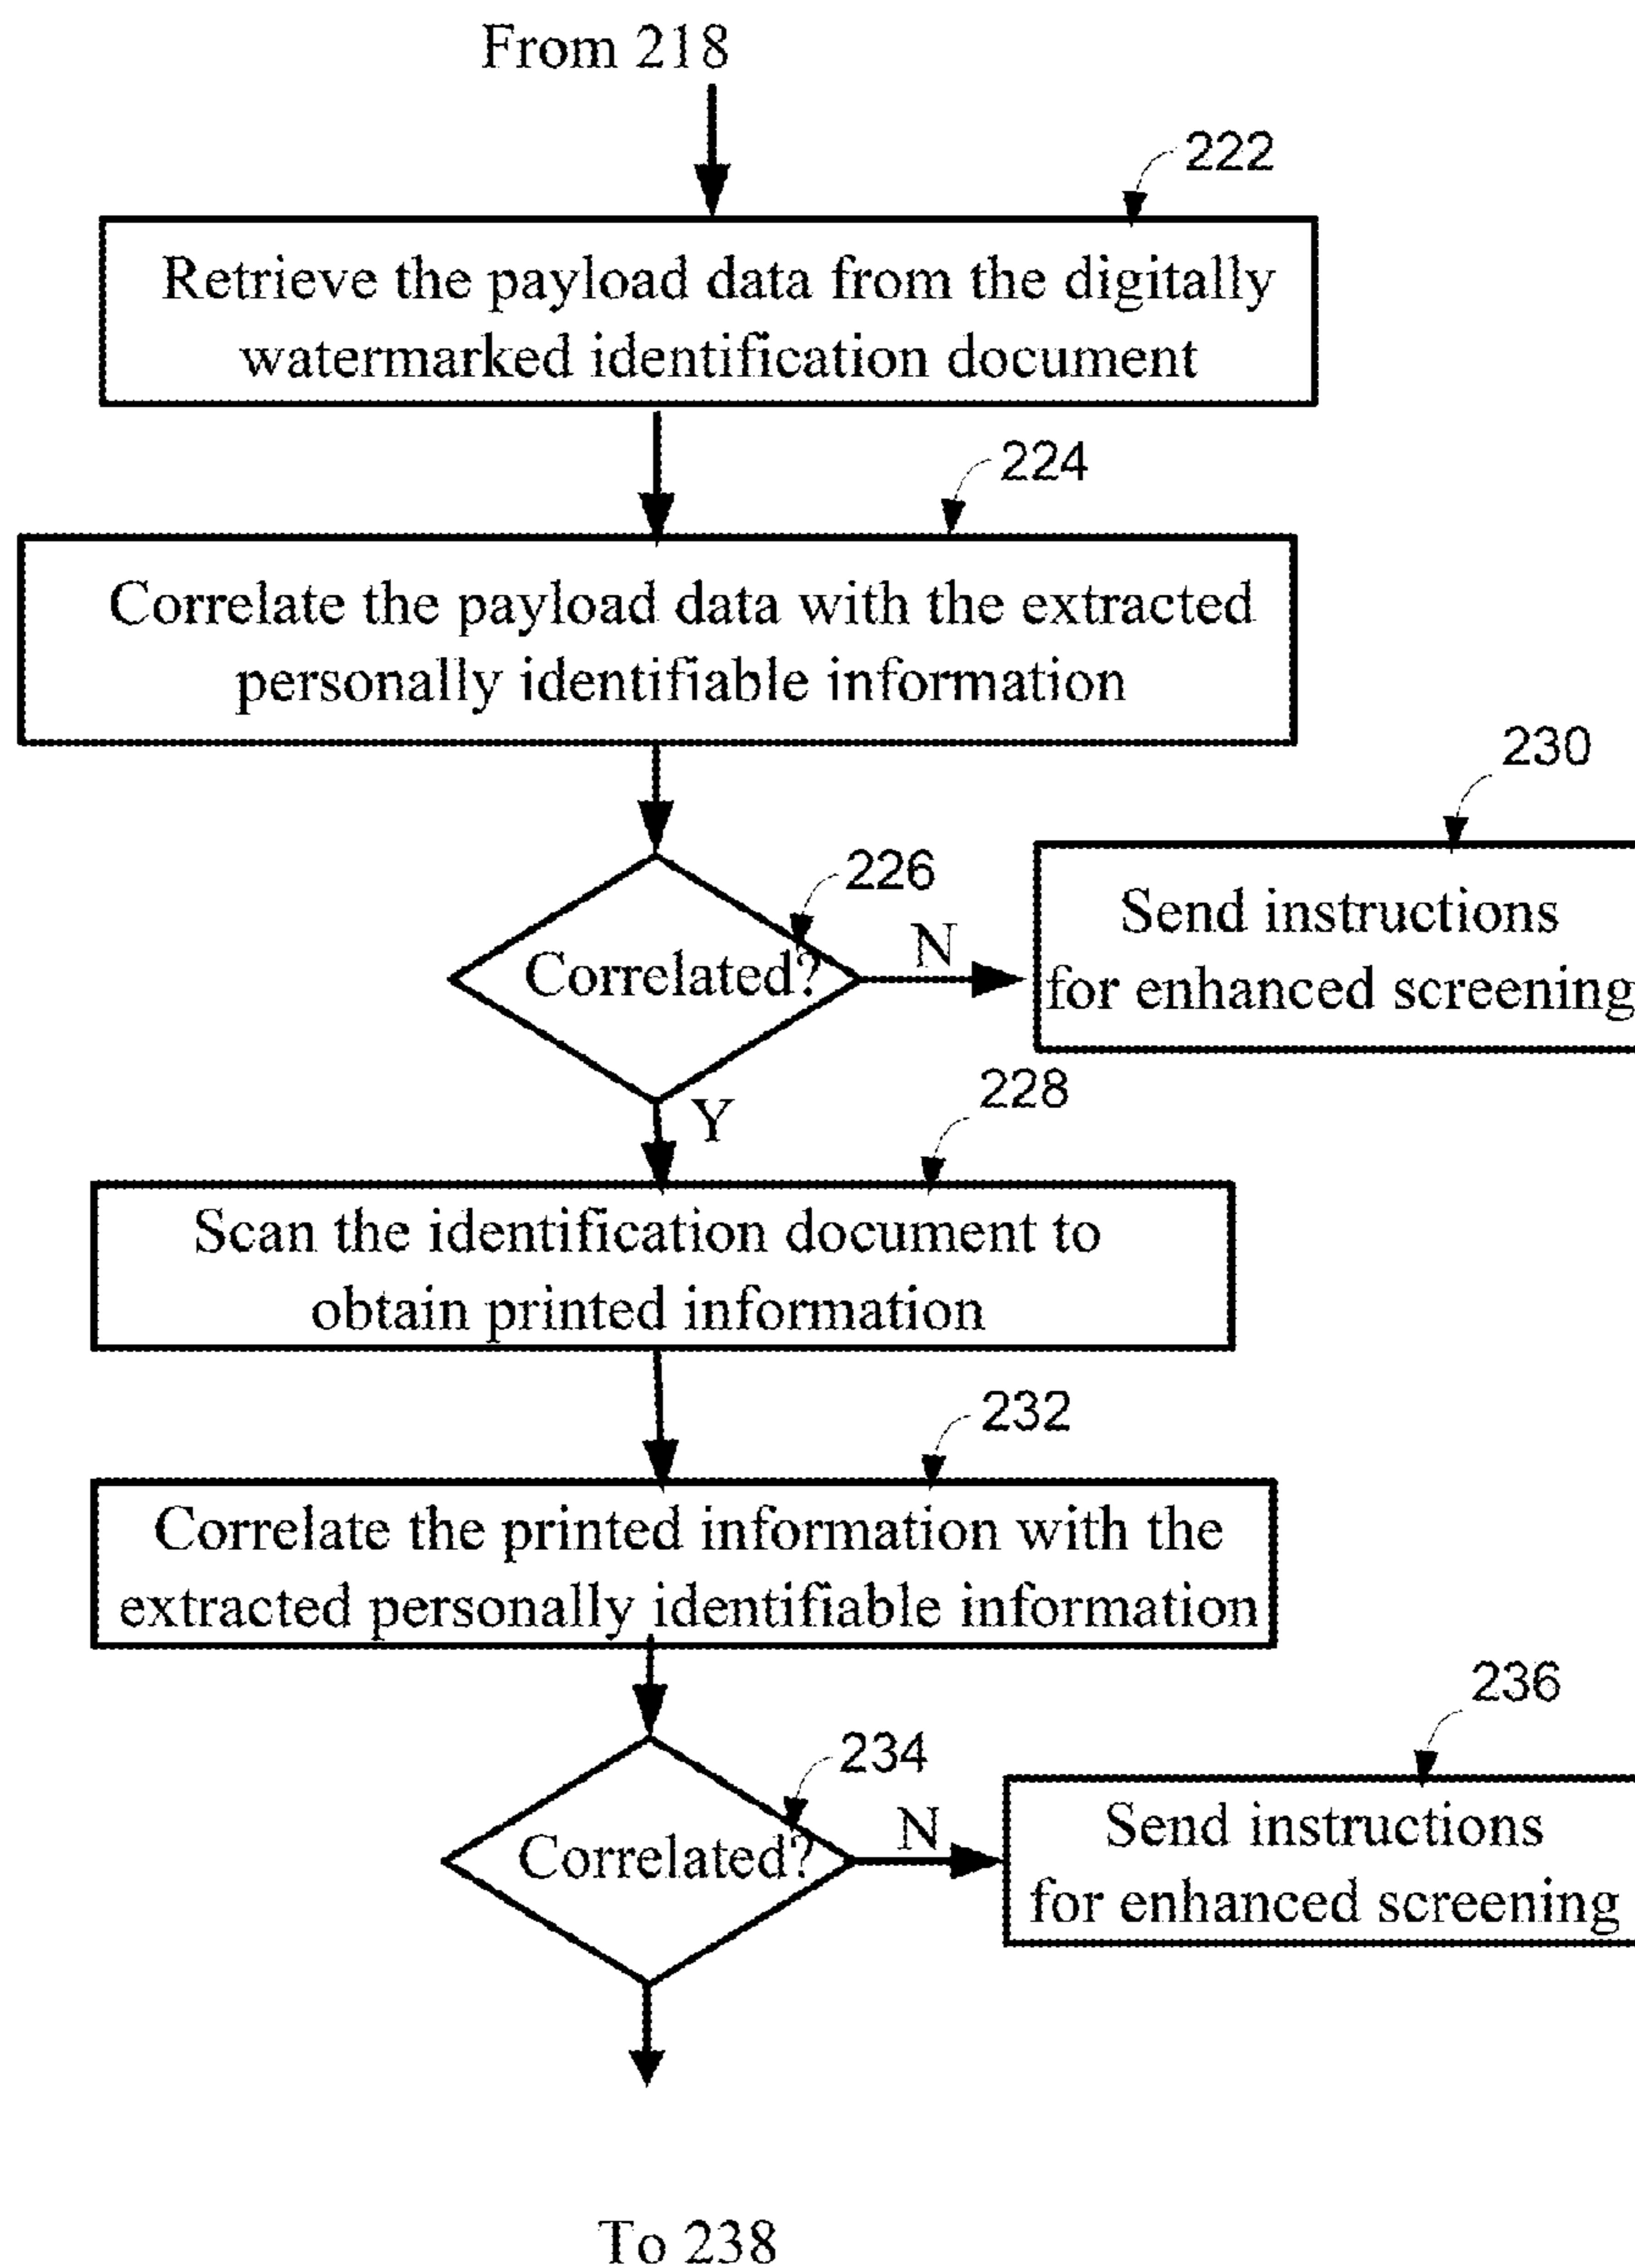 From 218
222
Retrieve the payload data from the digitally
watermarked identification document
224
Correlate the payload data with the extracted
personally identifiable information
230
226
Correlated?
N
Send instructions
for enhanced screening
Y
228
Scan the identification document to
obtain printed information
232
Correlate the printed information with the
extracted personally identifiable information
236
234
Correlated?
N
Send instructions
for enhanced screening
To 238